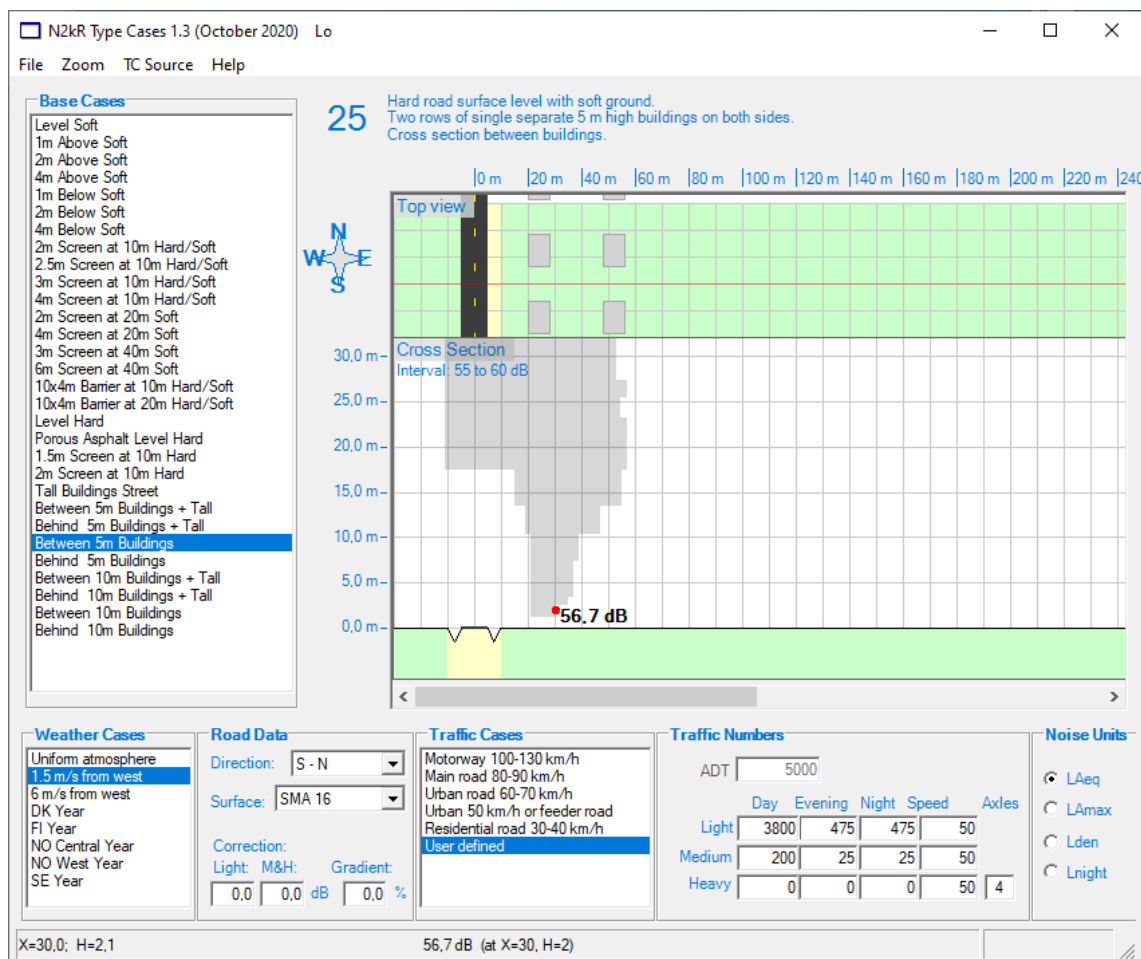 N2kR Type Cases 1.3 (October 2020) Lo
File Zoom TC Source Help
Base Cases
Level Soft
1m Above Soft
2m Above Soft
4m Above Soft
1m Below Soft
2m Below Soft
4m Below Soft
2m Screen at 10m Hard/Soft
2.5m Screen at 10m Hard/Soft
3m Screen at 10m Hard/Soft
4m Screen at 10m Hard/Soft
2m Screen at 20m Soft
4m Screen at 20m Soft
3m Screen at 40m Soft
6m Screen at 40m Soft
10x4m Barrier at 10m Hard/Soft
10x4m Barrier at 20m Hard/Soft
Level Hard
Porous Asphalt Level Hard
1.5m Screen at 10m Hard
2m Screen at 10m Hard
Tall Buildings Street
Between 5m Buildings + Tall
Behind 5m Buildings + Tall
Between 5m Buildings
Behind 5m Buildings
Between 10m Buildings + Tall
Behind 10m Buildings + Tall
Between 10m Buildings
Behind 10m Buildings
25
Hard road surface level with soft ground.
Two rows of single separate 5 m high buildings on both sides.
Cross section between buildings.
0 m 20 m 40 m 60 m 80 m 100 m 120 m 140 m 160 m 180 m 200 m 220 m 240
Top view
N
W E
S
Cross Section
Interval: 55 to 60 dB
30,0 m
25,0 m
20,0 m
15,0 m
10,0 m
5,0 m
0,0 m
56,7 dB
Weather Cases
Uniform atmosphere
1.5 m/s from west
6 m/s from west
DK Year
FI Year
NO Central Year
NO West Year
SE Year
Road Data
Direction: S - N
Surface: SMA 16
Correction:
Light: M&H: Gradient:
0,0 0,0 dB 0,0 %
Traffic Cases
Motorway 100-130 km/h
Main road 80-90 km/h
Urban road 60-70 km/h
Urban 50 km/h or feeder road
Residential road 30-40 km/h
User defined
Traffic Numbers
ADT 5000
Day Evening Night Speed Axles
Light 3800 475 475 50
Medium 200 25 25 50
Heavy 0 0 0 50 4
Noise Units
LAeq
LAmax
Lden
Lnight
X=30,0; H=2,1 56,7 dB (at X=30, H=2)